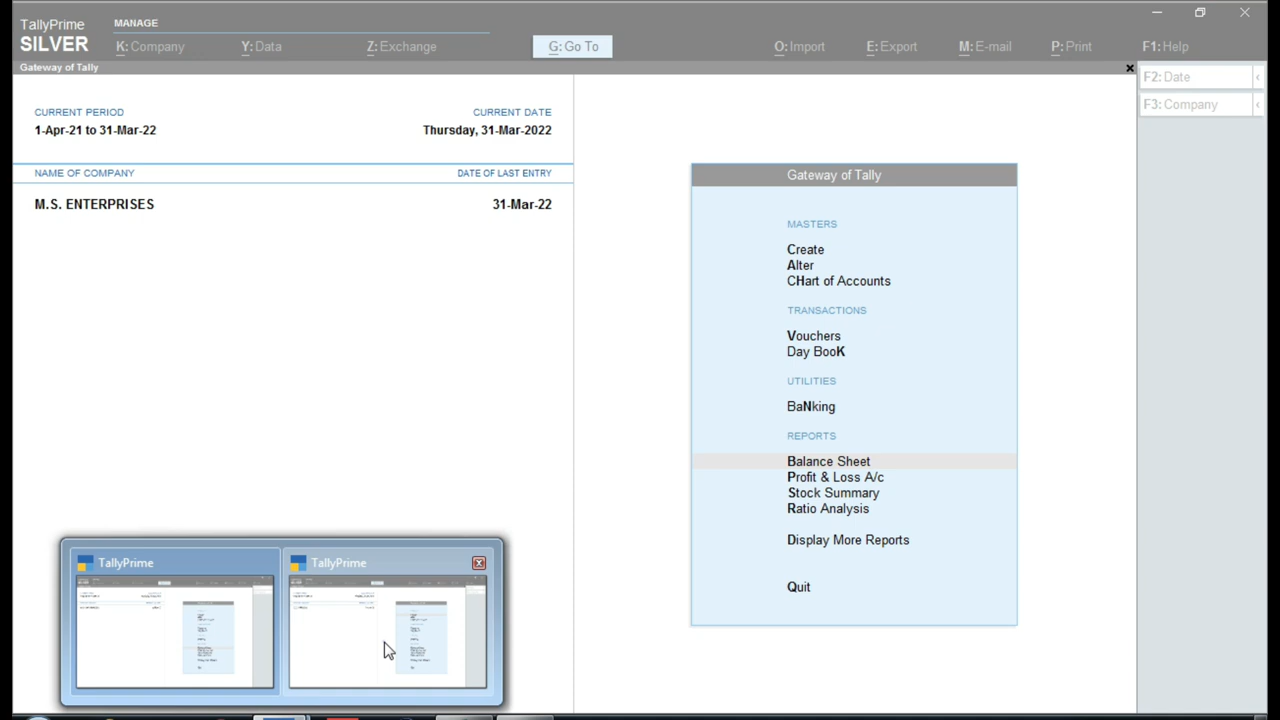 TallyPrime
SILVER
MANAGE
K: Company
Y: Data
Z: Exchange
G: Go To
O: Import
E: Export
M: E-mail
P: Print
F1: Help
Gateway of Tally
F2: Date
F3: Company
CURRENT PERIOD
CURRENT DATE
1-Apr-21 to 31-Mar-22
Thursday, 31-Mar-2022
NAME OF COMPANY
DATE OF LAST ENTRY
M.S. ENTERPRISES
31-Mar-22
Gateway of Tally
MASTERS
Create
Alter
CHart of Accounts
TRANSACTIONS
Vouchers
Day BooK
UTILITIES
BaNking
REPORTS
Balance Sheet
Profit & Loss A/c
Stock Summary
Ratio Analysis
Display More Reports
Quit
TallyPrime
TallyPrime